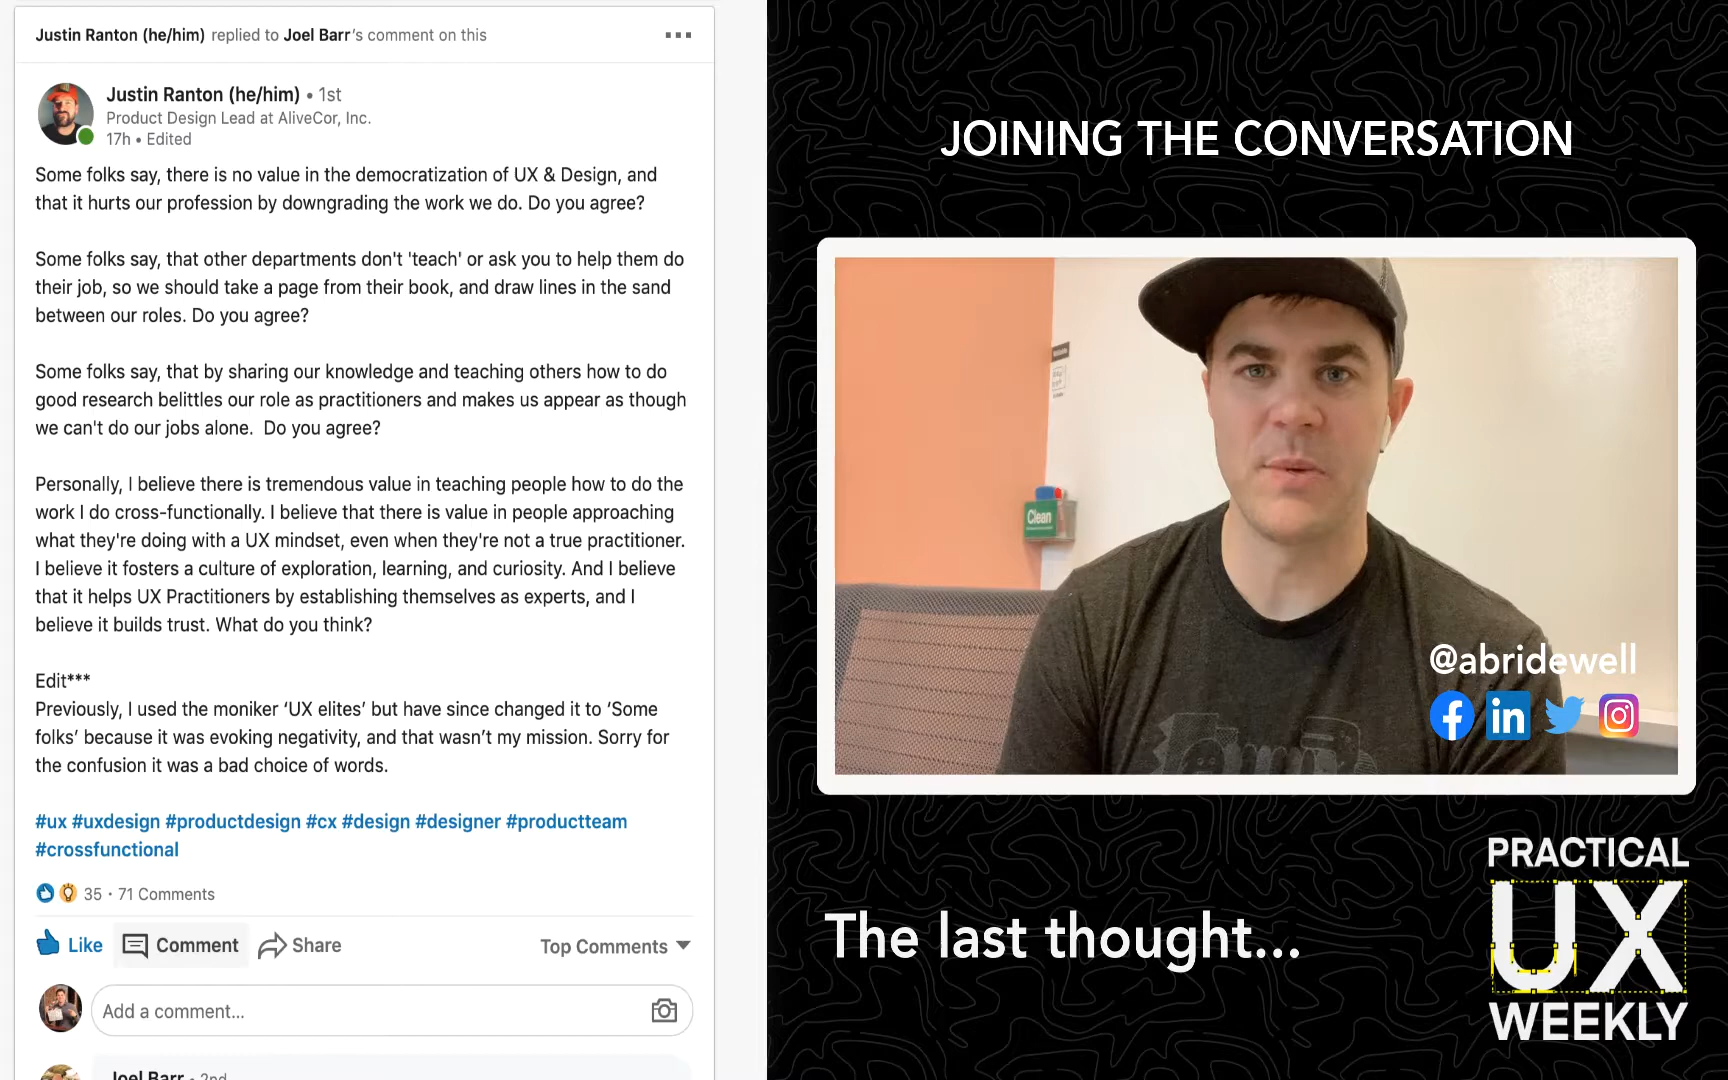 Justin Ranton (he/him) replied to Joel Barr's comment on this
Justin Ranton (he/him) • 1st
Product Design Lead at AliveCor, Inc.
17h • Edited
Some folks say, there is no value in the democratization of UX & Design, and
that it hurts our profession by downgrading the work we do. Do you agree?
Some folks say, that other departments don't 'teach' or ask you to help them do
their job, so we should take a page from their book, and draw lines in the sand
between our roles. Do you agree?
Some folks say, that by sharing our knowledge and teaching others how to do
good research belittles our role as practitioners and makes us appear as though
we can't do our jobs alone.  Do you agree?
Personally, I believe there is tremendous value in teaching people how to do the
work I do cross-functionally. I believe that there is value in people approaching
what they're doing with a UX mindset, even when they're not a true practitioner.
I believe it fosters a culture of exploration, learning, and curiosity. And I believe
that it helps UX Practitioners by establishing themselves as experts, and I
believe it builds trust. What do you think?
Edit***
Previously, I used the moniker ‘UX elites’ but have since changed it to ‘Some
folks’ because it was evoking negativity, and that wasn’t my mission. Sorry for
the confusion it was a bad choice of words.
#ux #uxdesign #productdesign #cx #design #designer #productteam
#crossfunctional
35 · 71 Comments
Like Comment Share Top Comments
Add a comment...
Joel Barr • 2nd
JOINING THE CONVERSATION
Clean
@abridewell
The last thought...
PRACTICAL
UX
WEEKLY